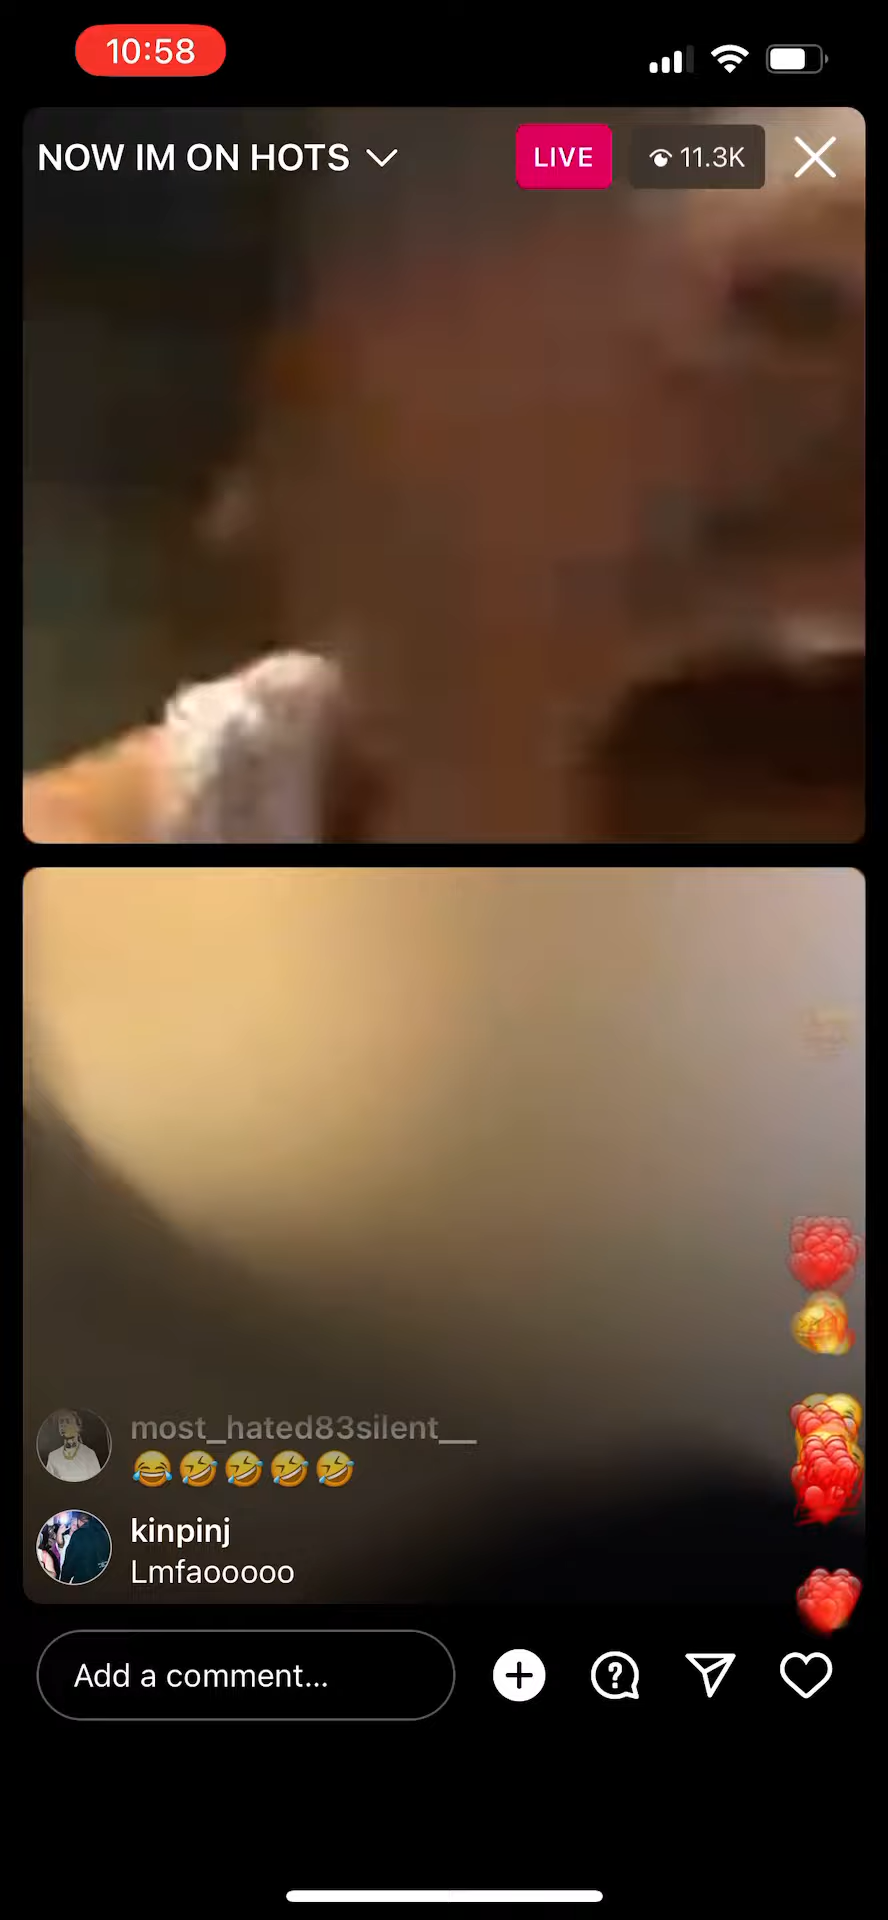 10:58
NOW IM ON HOTS
LIVE
11.3K
most_hated83silent__
😂🤣🤣🤣🤣
kinpinj
Lmfaooooo
Add a comment...